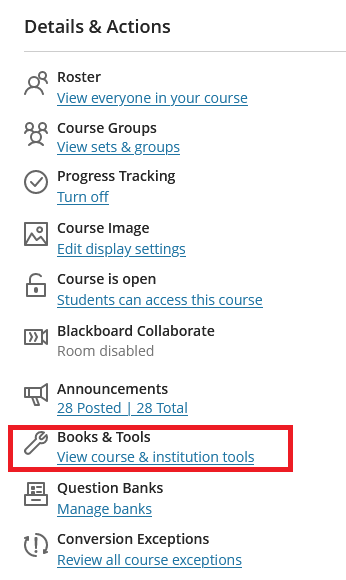 Details & Actions
Roster
View everyone in your course
Course Groups
View sets & groups
Progress Tracking
Turn off
Course Image
Edit display settings
Course is open
Students can access this course
Blackboard Collaborate
Room disabled
Announcements
28 Posted | 28 Total
Books & Tools
View course & institution tools
Question Banks
Manage banks
Conversion Exceptions
Review all course exceptions